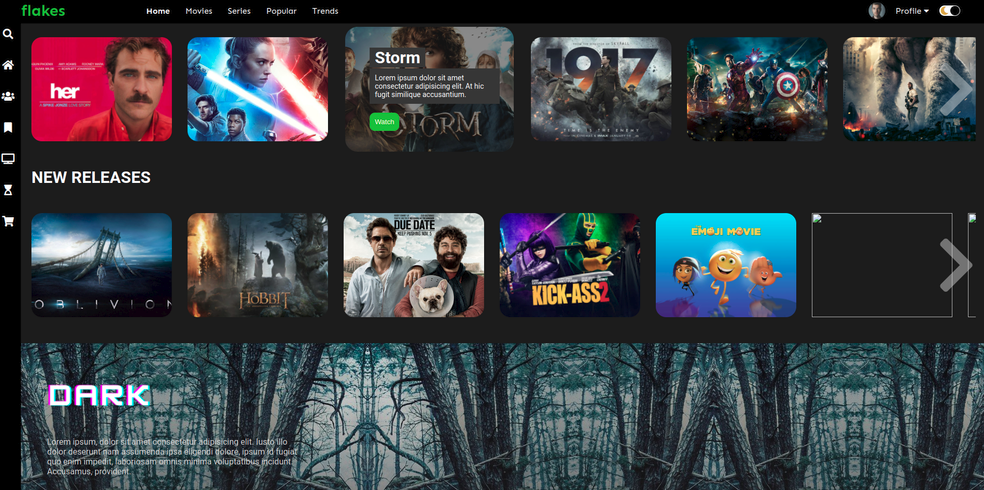 flakes
Home Movies Series Popular Trends
Profile
her
A SPIKE JONZE LOVE STORY
Storm
Lorem ipsum dolor sit amet
consectetur adipisicing elit. At hic
fugit similique accusantium.
Watch
STORM
1917
TIME IS THE ENEMY
NEW RELEASES
OBLIVION
THE HOBBIT
DUE DATE
KICK-ASS 2
EMOJI MOVIE
DARK
Lorem ipsum, dolor sit amet consectetur adipisicing elit. Iusto illo
dolor deserunt nam assumenda ipsa eligendi dolore, ipsum id fugiat
quo enim impedit, laboriosam omnis minima voluptatibus incidunt.
Accusamus, provident.